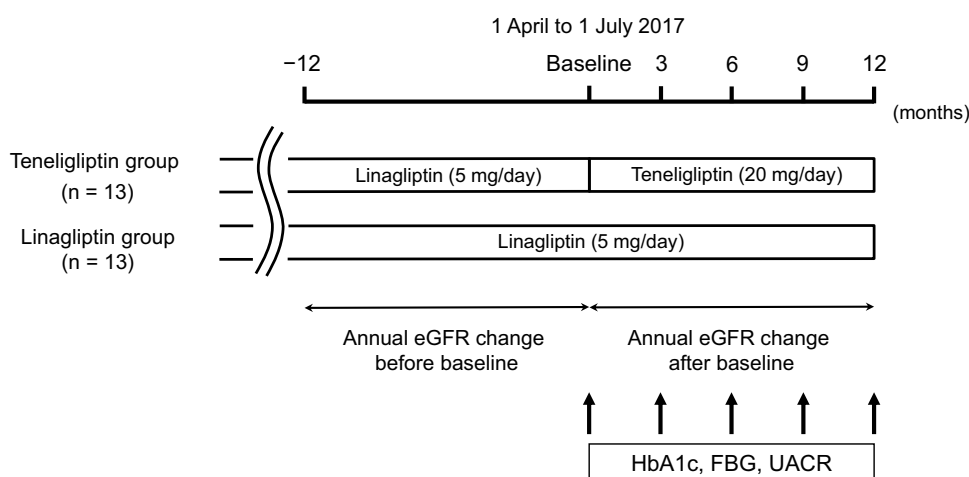 1 April to 1 July 2017
−12 Baseline 3 6 9 12
(months)
Teneligliptin group
(n = 13)
Linagliptin (5 mg/day) Teneligliptin (20 mg/day)
Linagliptin group
(n = 13)
Linagliptin (5 mg/day)
Annual eGFR change
before baseline
Annual eGFR change
after baseline
HbA1c, FBG, UACR